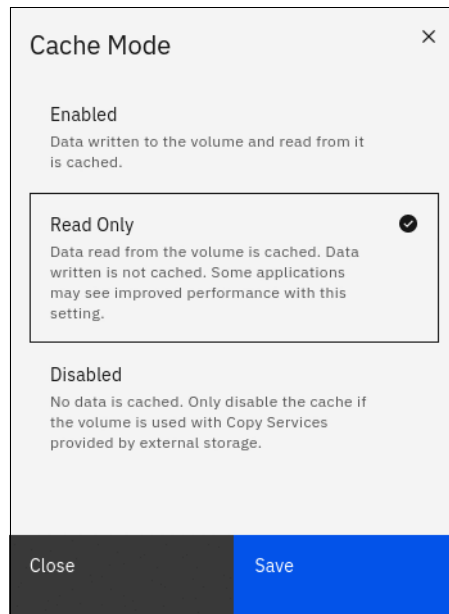 Cache Mode
Enabled
Data written to the volume and read from it
is cached.
Read Only
Data read from the volume is cached. Data
written is not cached. Some applications
may see improved performance with this
setting.
Disabled
No data is cached. Only disable the cache if
the volume is used with Copy Services
provided by external storage.
Close
Save